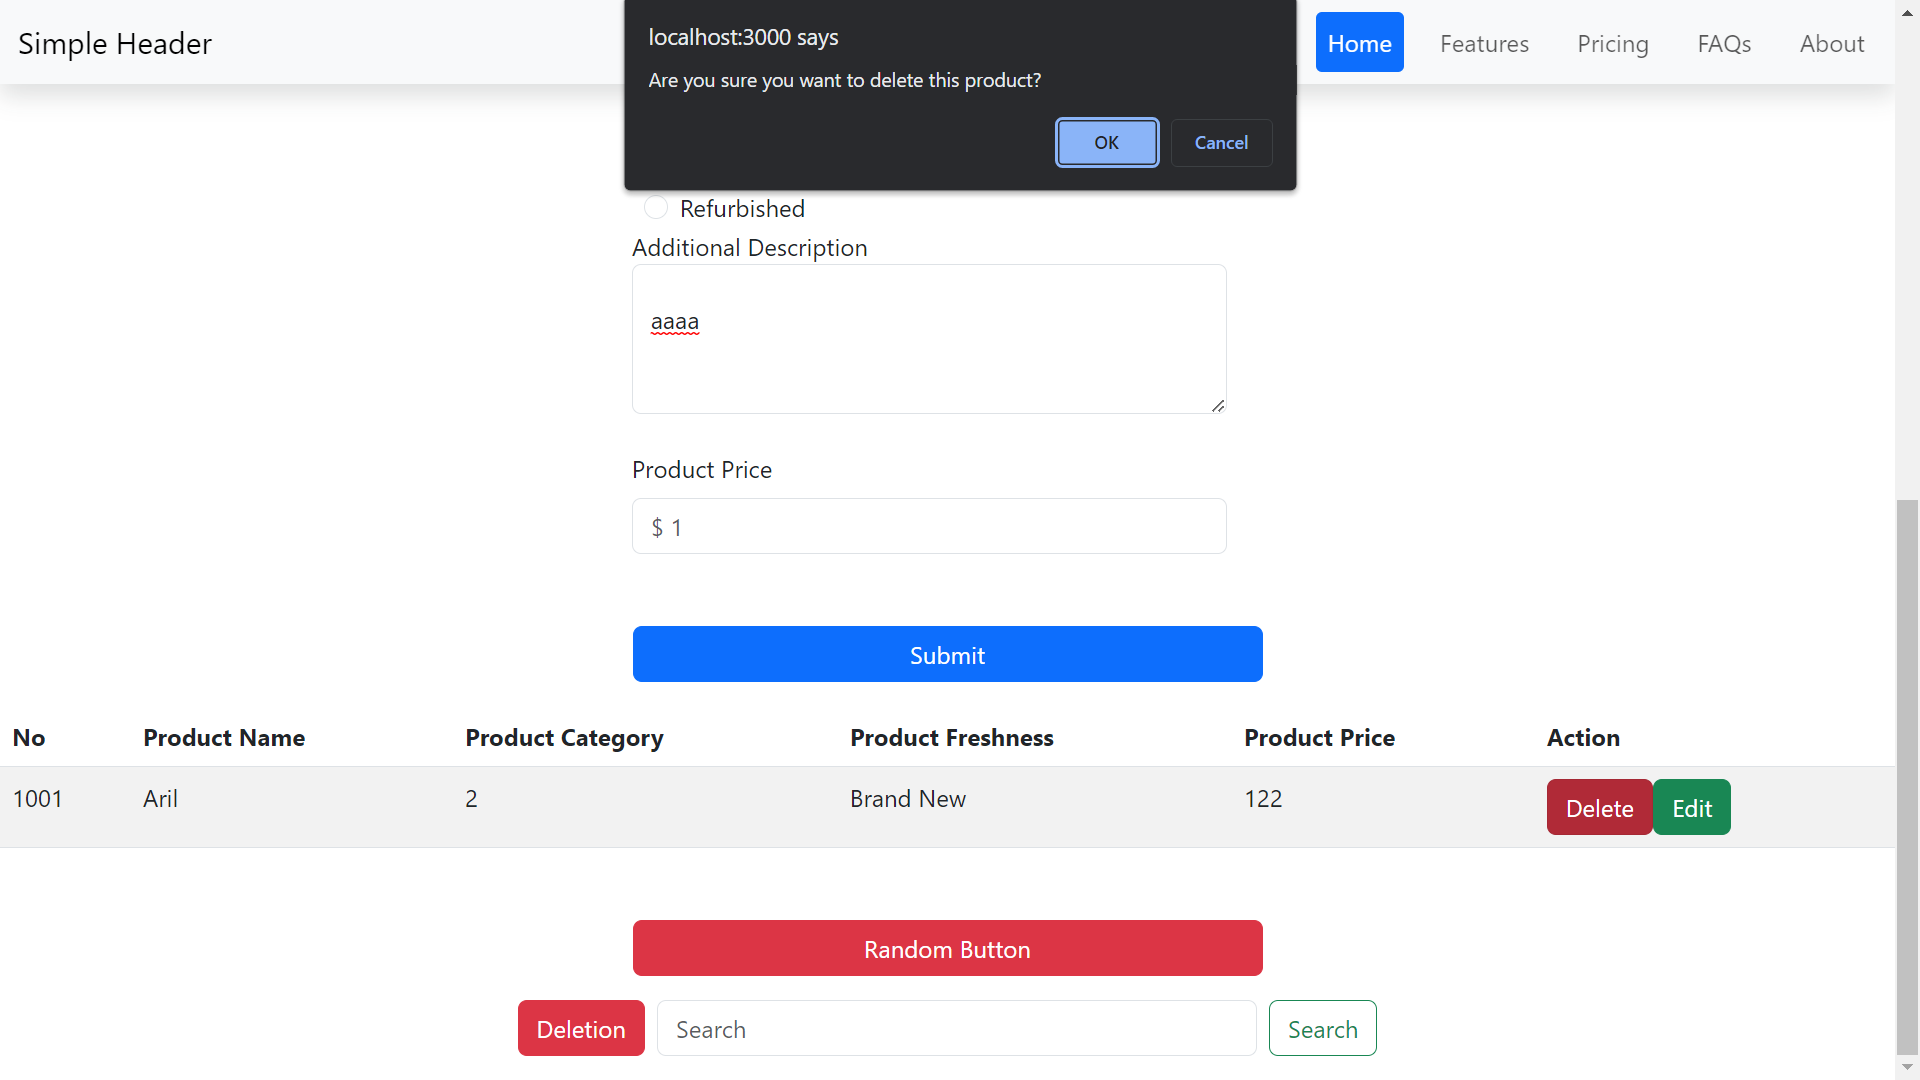 Simple Header
localhost:3000 says
Are you sure you want to delete this product?
OK Cancel
Home Features Pricing FAQs About
Refurbished
Additional Description
aaaa
Product Price
$ 1
Submit
No Product Name Product Category Product Freshness Product Price Action
1001 Aril 2 Brand New 122 Delete Edit
Random Button
Deletion Search Search